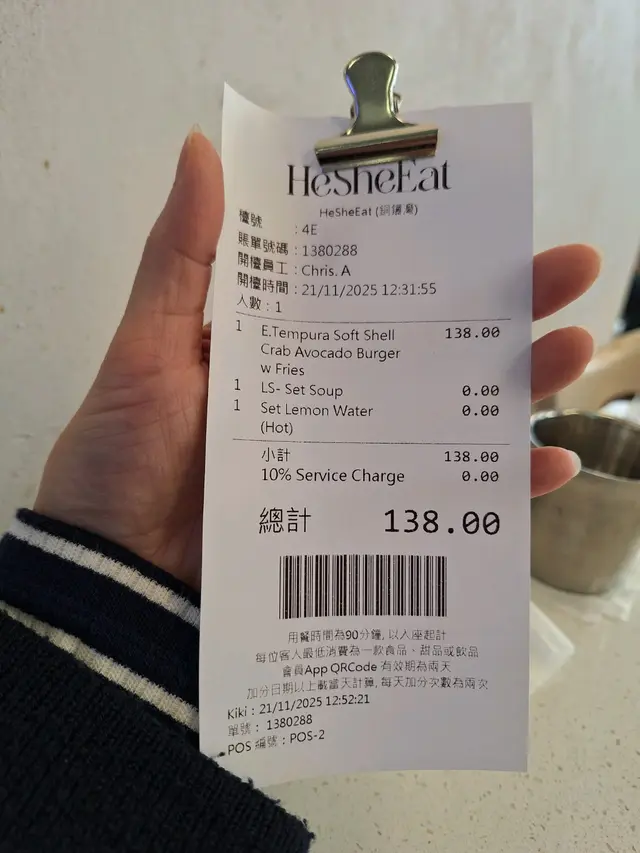 HeSheEat
HeSheEat (銅鑼灣)
檯號 : 4E
賬單號碼 : 1380288
開檯員工 : Chris. A
開檯時間 : 21/11/2025 12:31:55
人數 : 1
1 E.Tempura Soft Shell 138.00
Crab Avocado Burger
w Fries
1 LS- Set Soup 0.00
1 Set Lemon Water 0.00
(Hot)
小計 138.00
10% Service Charge 0.00
總計 138.00
用餐時間為90分鐘, 以入座起計
每位客人最低消費為一款食品、甜品或飲品
會員App QRCode 有效期為兩天
加分日期以上載當天計算, 每天加分次數為兩次
Kiki : 21/11/2025 12:52:21
單號 : 1380288
POS 編號 : POS-2